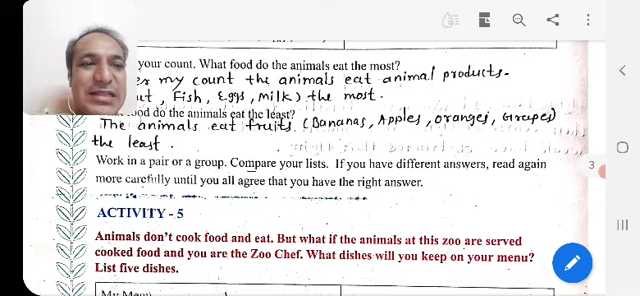 your count. What food do the animals eat the most?
my count the animals eat animal products-
, Fish, Eggs, Milk) the most.
ood do the animals eat the least?
The animals eat fruits (Bananas, Apples, Oranges, Grapes)
the least.
Work in a pair or a group. Compare your lists. If you have different answers, read again
more carefully until you all agree that you have the right answer.
3
ACTIVITY - 5
Animals don't cook food and eat. But what if the animals at this zoo are served
cooked food and you are the Zoo Chef. What dishes will you keep on your menu?
List five dishes.
My Menu